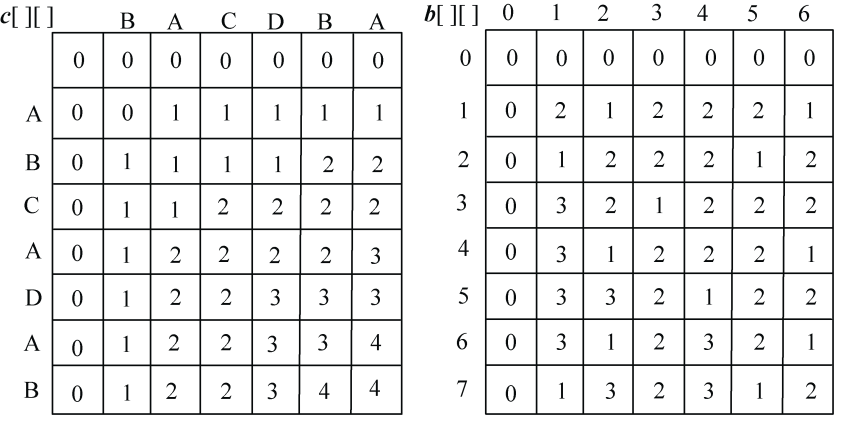 c[ ][ ] B A C D B A
0 0 0 0 0 0 0
A 0 0 1 1 1 1 1
B 0 1 1 1 1 2 2
C 0 1 1 2 2 2 2
A 0 1 2 2 2 2 3
D 0 1 2 2 3 3 3
A 0 1 2 2 3 3 4
B 0 1 2 2 3 4 4
b[ ][ ] 0 1 2 3 4 5 6
0 0 0 0 0 0 0 0
1 0 2 1 2 2 2 1
2 0 1 2 2 2 1 2
3 0 3 2 1 2 2 2
4 0 3 1 2 2 2 1
5 0 3 3 2 1 2 2
6 0 3 1 2 3 2 1
7 0 1 3 2 3 1 2